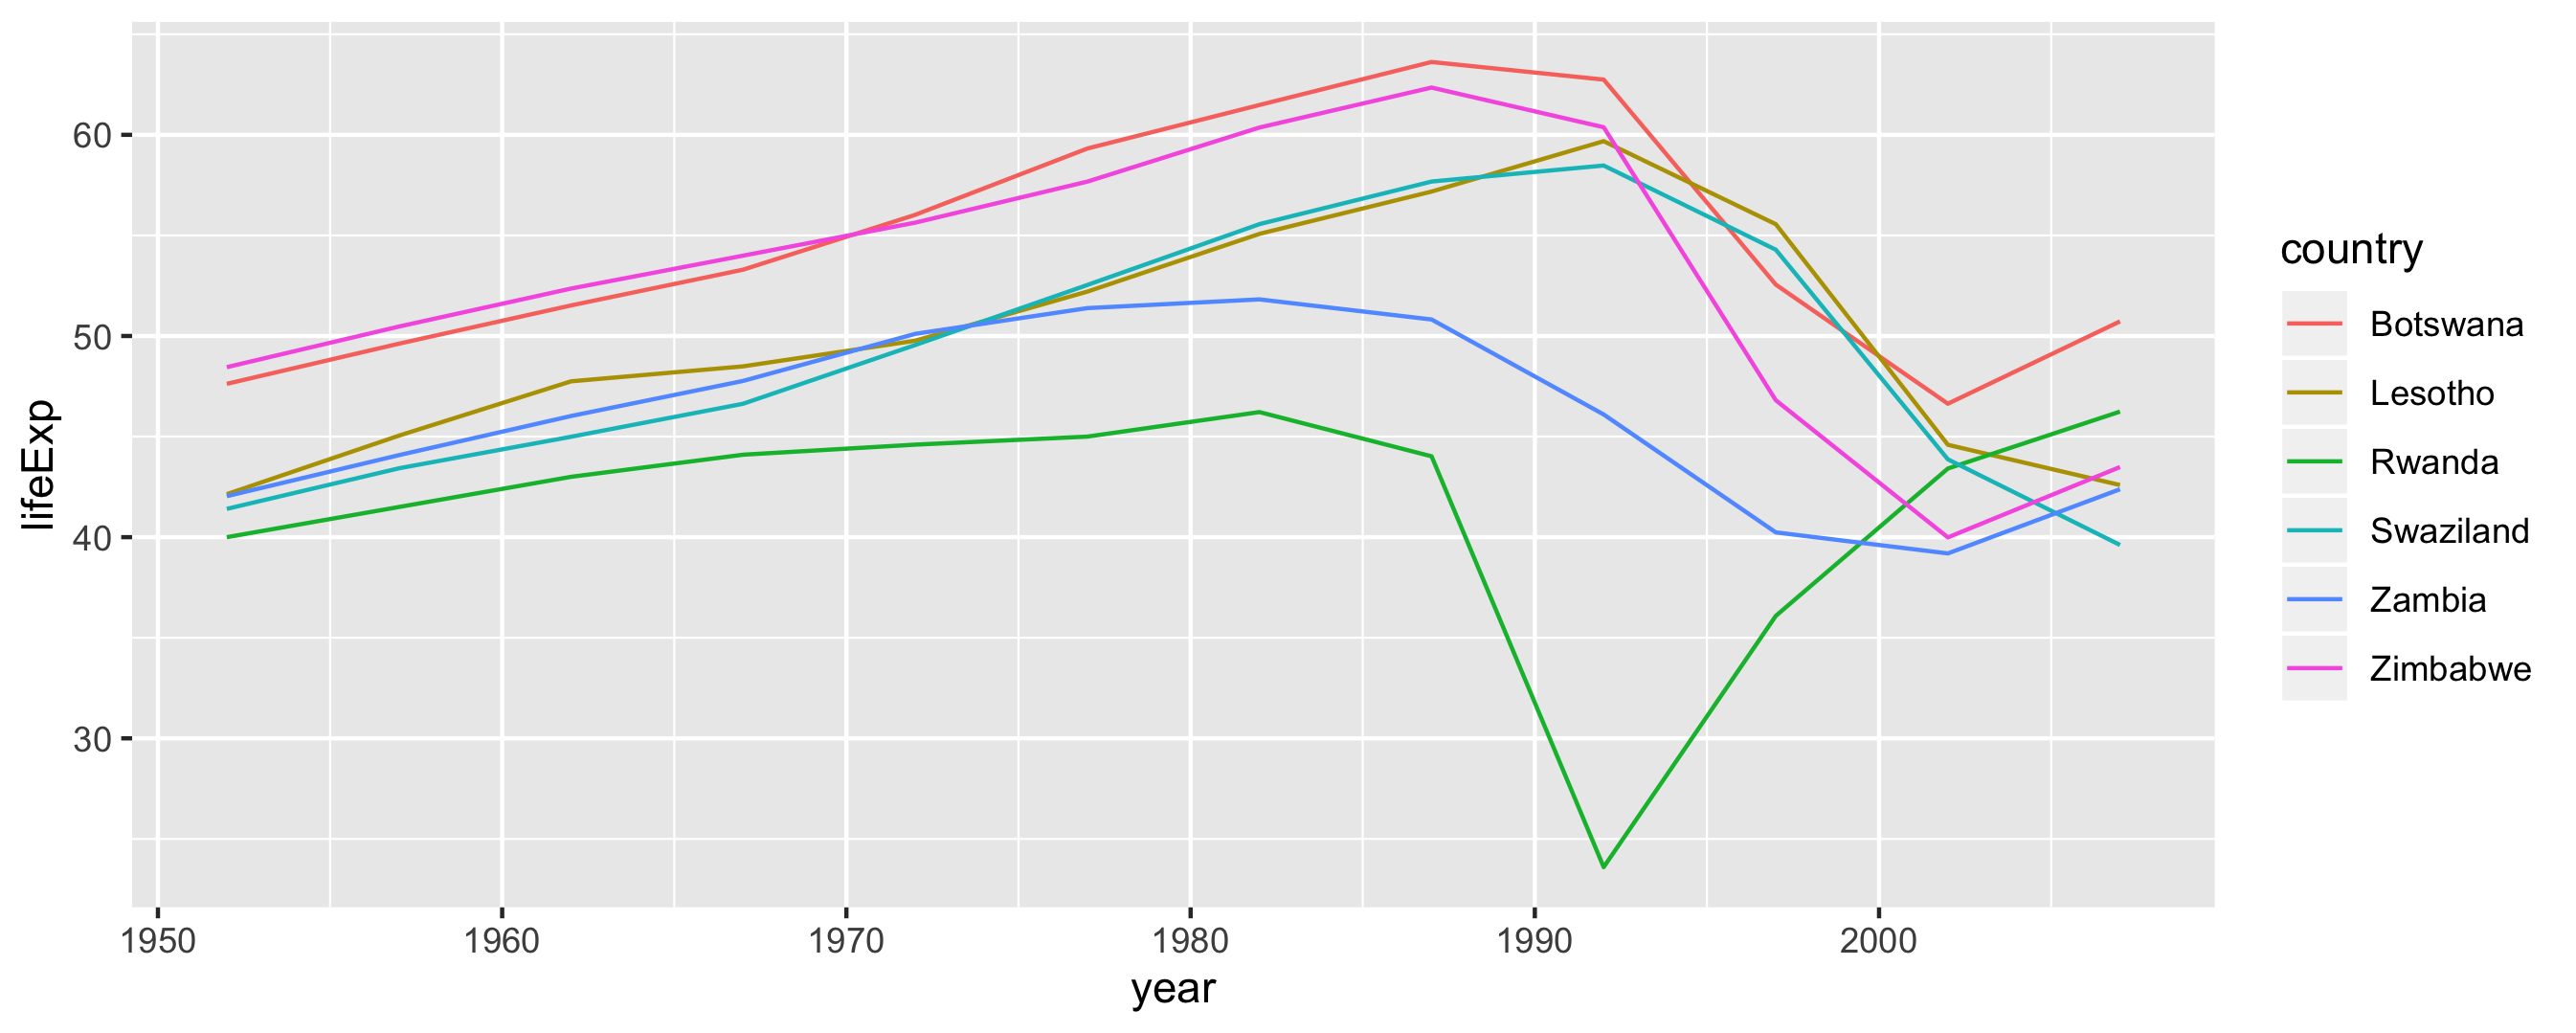 lifeExp
60
50
40
30
1950 1960 1970 1980 1990 2000
year
country
Botswana
Lesotho
Rwanda
Swaziland
Zambia
Zimbabwe